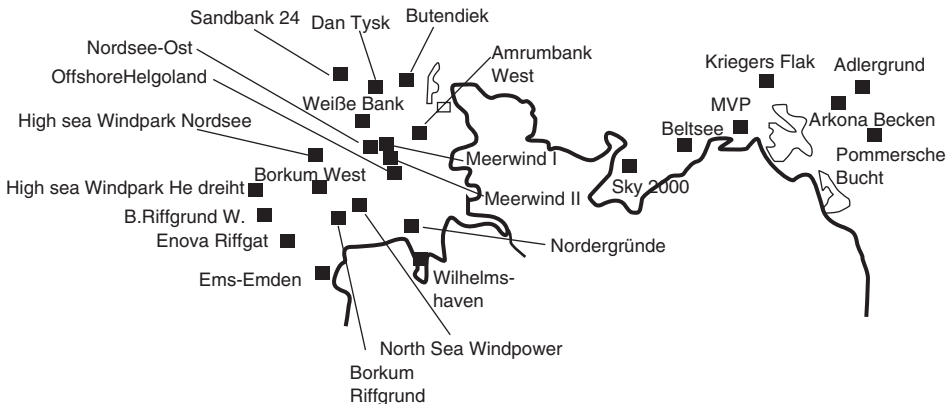 Sandbank 24
Dan Tysk
Butendiek
Nordsee-Ost
OffshoreHelgoland
Amrumbank
West
Weiße Bank
High sea Windpark Nordsee
Meerwind I
Borkum West
High sea Windpark He dreiht
Meerwind II
B.Riffgrund W.
Enova Riffgat
Nordergründe
Ems-Emden
Wilhelms-
haven
North Sea Windpower
Borkum
Riffgrund
Kriegers Flak
Adlergrund
MVP
Arkona Becken
Beltsee
Pommersche
Bucht
Sky 2000